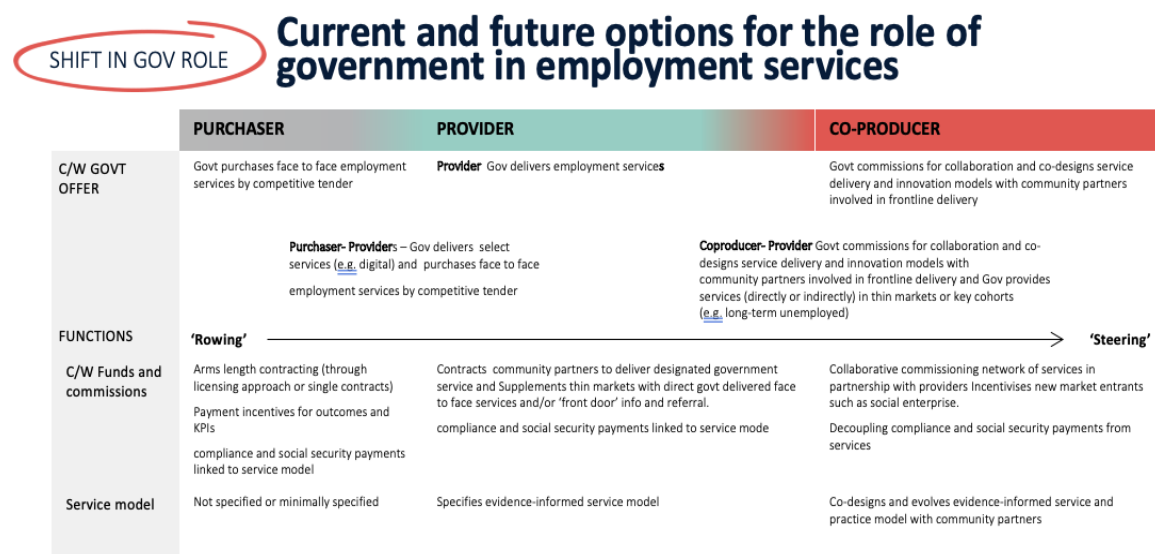 SHIFT IN GOV ROLE
Current and future options for the role of
government in employment services
PURCHASER
PROVIDER
CO-PRODUCER
C/W GOVT
OFFER
Govt purchases face to face employment
services by competitive tender
Provider Gov delivers employment services
Govt commissions for collaboration and co-designs service
delivery and innovation models with community partners
involved in frontline delivery
Purchaser- Providers – Gov delivers select
services (e.g. digital) and purchases face to face
employment services by competitive tender
Coproducer- Provider Govt commissions for collaboration and co-
designs service delivery and innovation models with
community partners involved in frontline delivery and Gov provides
services (directly or indirectly) in thin markets or key cohorts
(e.g. long-term unemployed)
FUNCTIONS
‘Rowing’
‘Steering’
C/W Funds and
commissions
Arms length contracting (through
licensing approach or single contracts)
Payment incentives for outcomes and
KPIs
compliance and social security payments
linked to service model
Contracts community partners to deliver designated government
service and Supplements thin markets with direct govt delivered face
to face services and/or ‘front door’ info and referral.
compliance and social security payments linked to service mode
Collaborative commissioning network of services in
partnership with providers Incentivises new market entrants
such as social enterprise.
Decoupling compliance and social security payments from
services
Service model
Not specified or minimally specified
Specifies evidence-informed service model
Co-designs and evolves evidence-informed service and
practice model with community partners